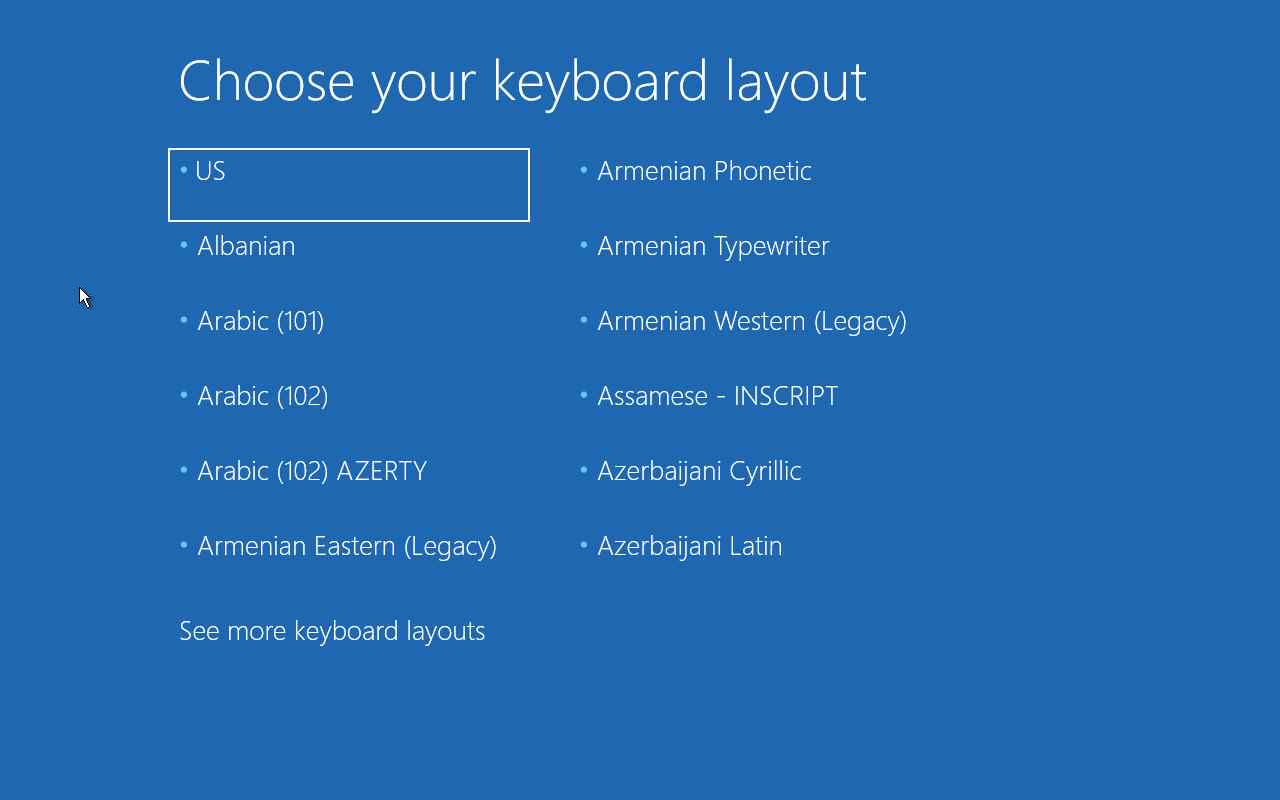 Choose your keyboard layout
US
Albanian
Arabic (101)
Arabic (102)
Arabic (102) AZERTY
Armenian Eastern (Legacy)
Armenian Phonetic
Armenian Typewriter
Armenian Western (Legacy)
Assamese - INSCRIPT
Azerbaijani Cyrillic
Azerbaijani Latin
See more keyboard layouts